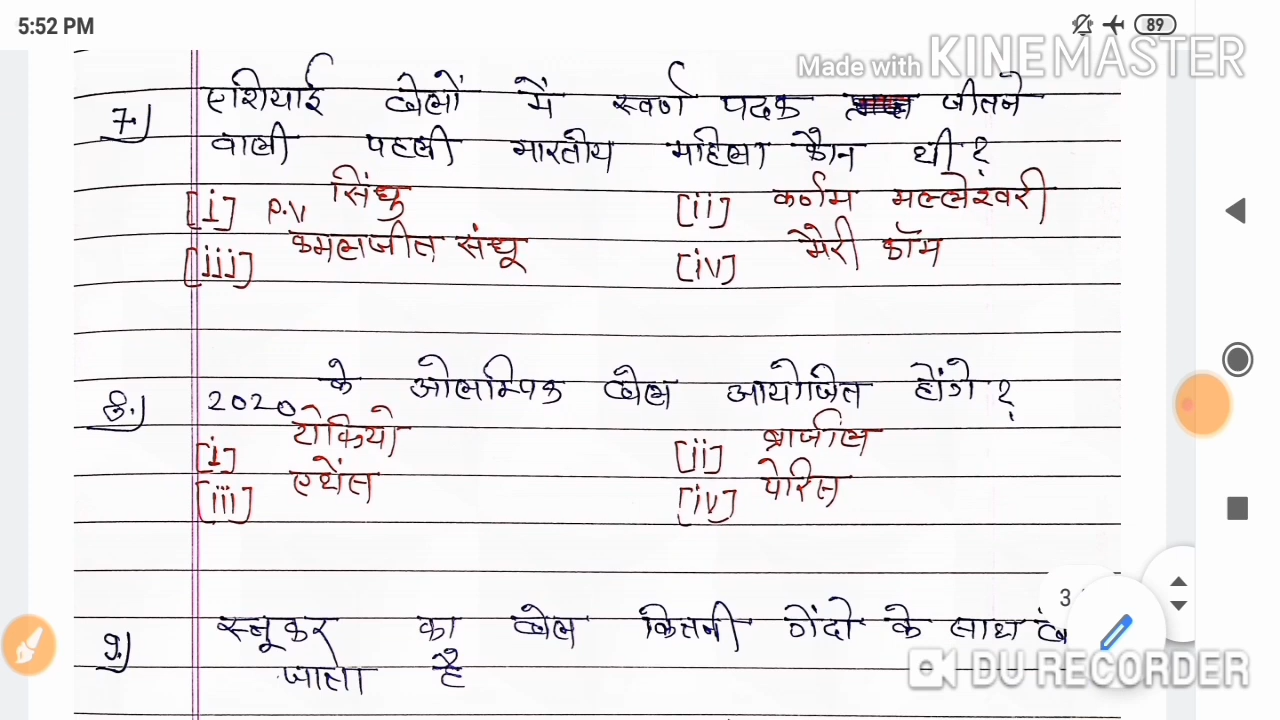 5:52 PM
89
Made with KINEMASTER
7.) एशियाई खेलों में स्वर्ण पदक जीतने
वाली पहली भारतीय महिला कौन थी?
[i] P.V सिंधु [ii] कर्णम मल्लेश्वरी
[iii] कमलजीत संधू [iv] मैरी कॉम
8.) 2020 के ओलम्पिक खेल आयोजित होंगे?
[i] टोकियो [ii] ब्राजील
[iii] एथेंस [iv] पेरिस
3
9.) स्नूकर का खेल कितनी गेंदो के साथ
जाता है
DU RECORDER